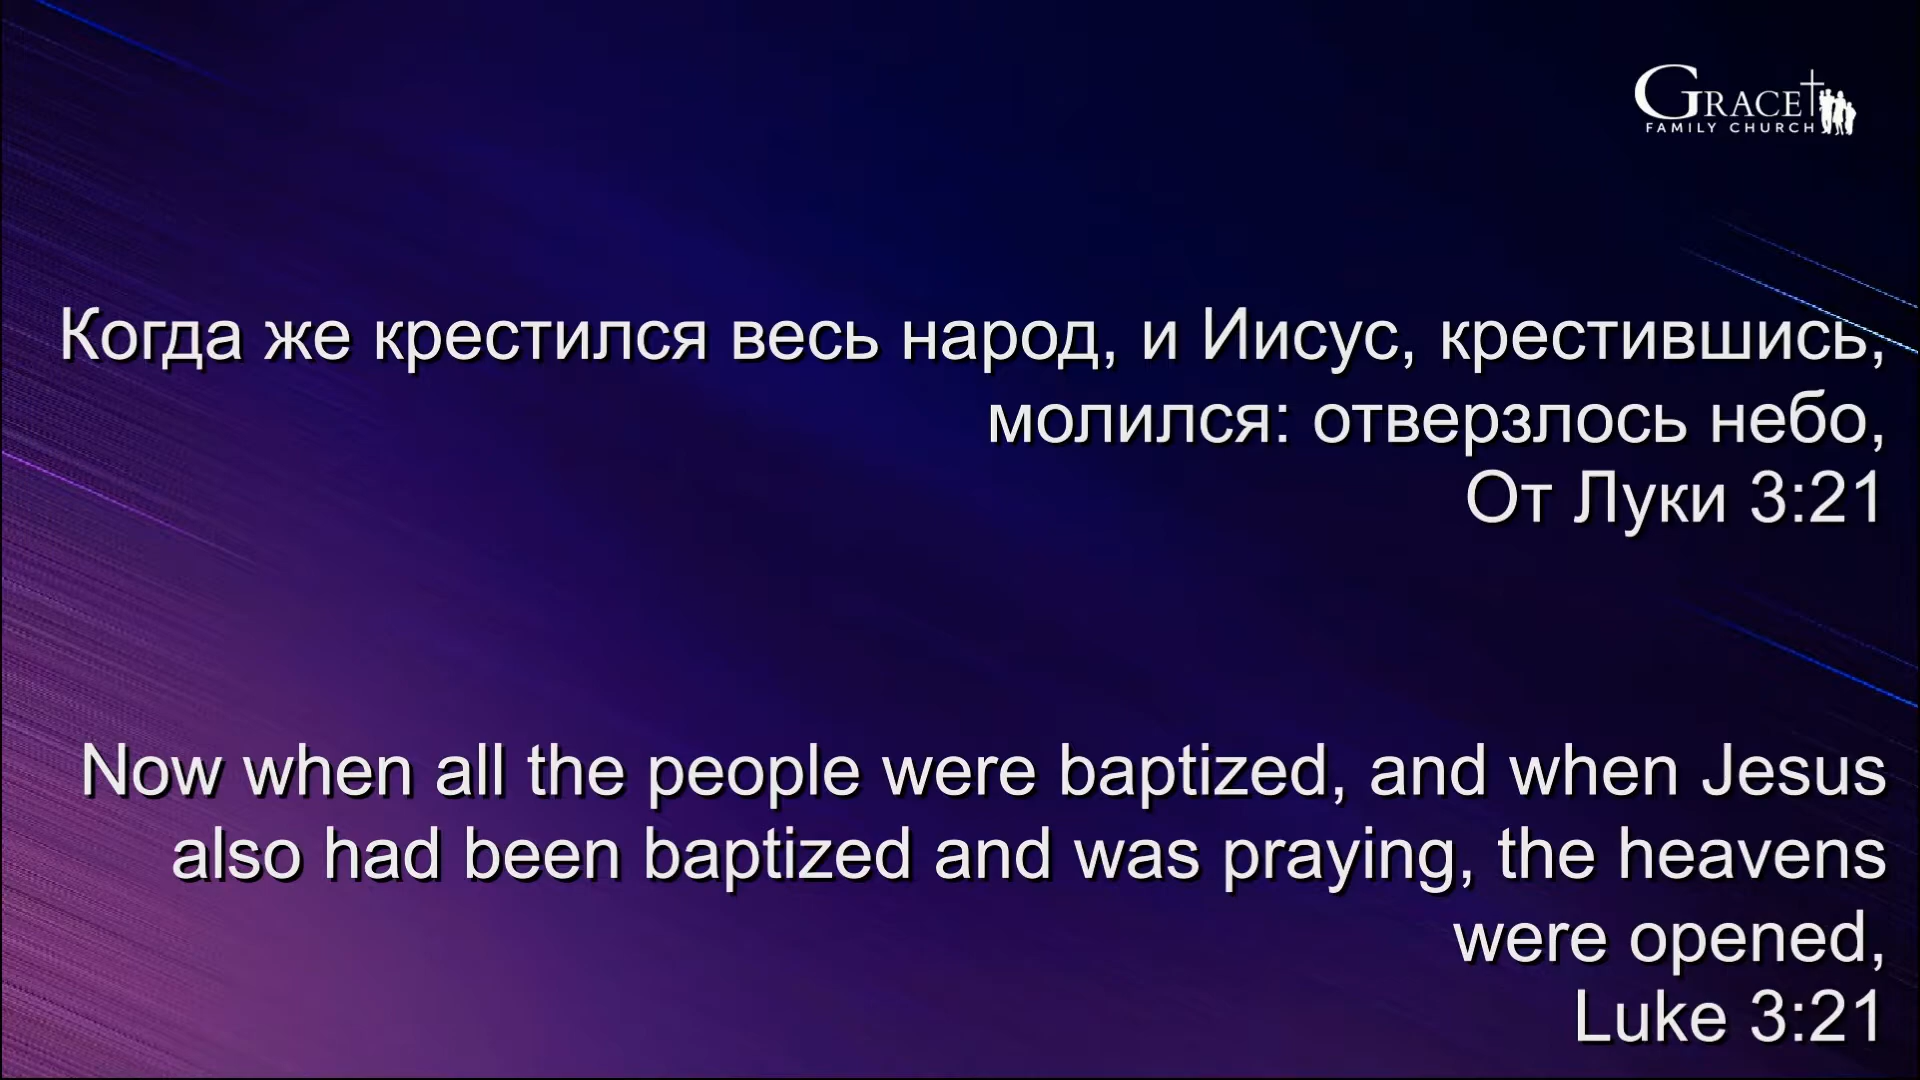 GRACE
FAMILY CHURCH
Когда же крестился весь народ, и Иисус, крестившись,
молился: отверзлось небо,
От Луки 3:21
Now when all the people were baptized, and when Jesus
also had been baptized and was praying, the heavens
were opened,
Luke 3:21